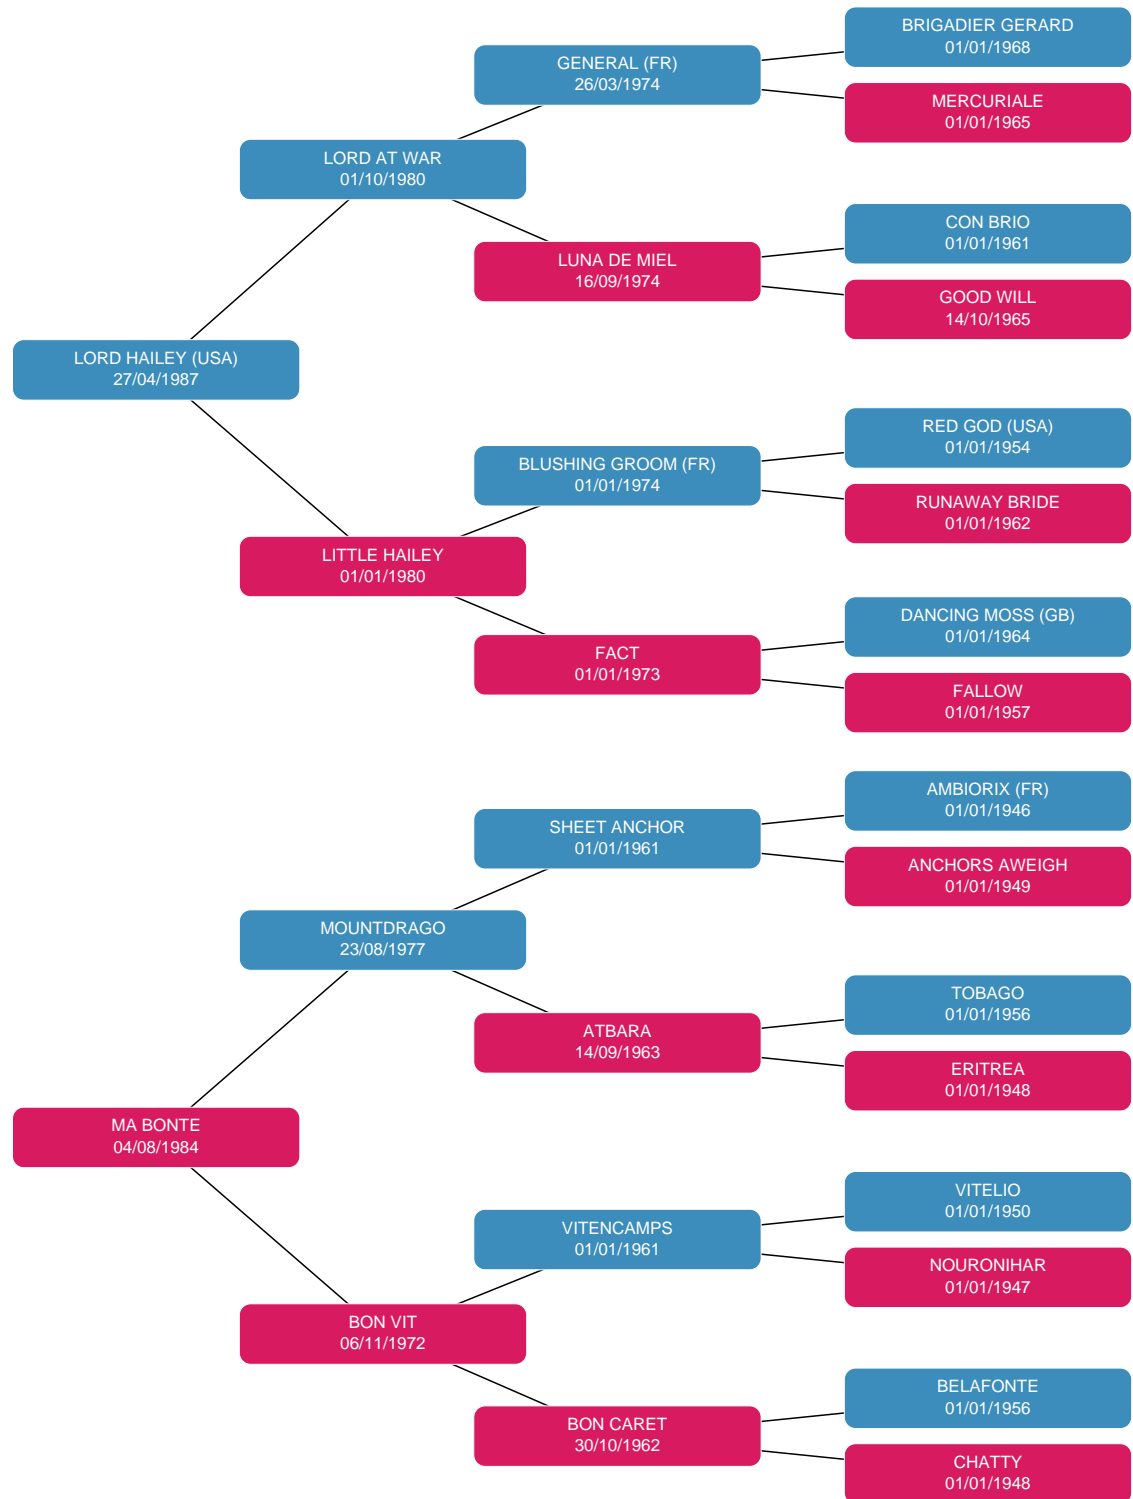 BRIGADIER GERARD
01/01/1968
GENERAL (FR)
26/03/1974
MERCURIALE
01/01/1965
LORD AT WAR
01/10/1980
CON BRIO
01/01/1961
LUNA DE MIEL
16/09/1974
GOOD WILL
14/10/1965
LORD HAILEY (USA)
27/04/1987
RED GOD (USA)
01/01/1954
BLUSHING GROOM (FR)
01/01/1974
RUNAWAY BRIDE
01/01/1962
LITTLE HAILEY
01/01/1980
DANCING MOSS (GB)
01/01/1964
FACT
01/01/1973
FALLOW
01/01/1957
AMBIORIX (FR)
01/01/1946
SHEET ANCHOR
01/01/1961
ANCHORS AWEIGH
01/01/1949
MOUNTDRAGO
23/08/1977
TOBAGO
01/01/1956
ATBARA
14/09/1963
ERITREA
01/01/1948
MA BONTE
04/08/1984
VITELIO
01/01/1950
VITENCAMPS
01/01/1961
NOURONIHAR
01/01/1947
BON VIT
06/11/1972
BELAFONTE
01/01/1956
BON CARET
30/10/1962
CHATTY
01/01/1948